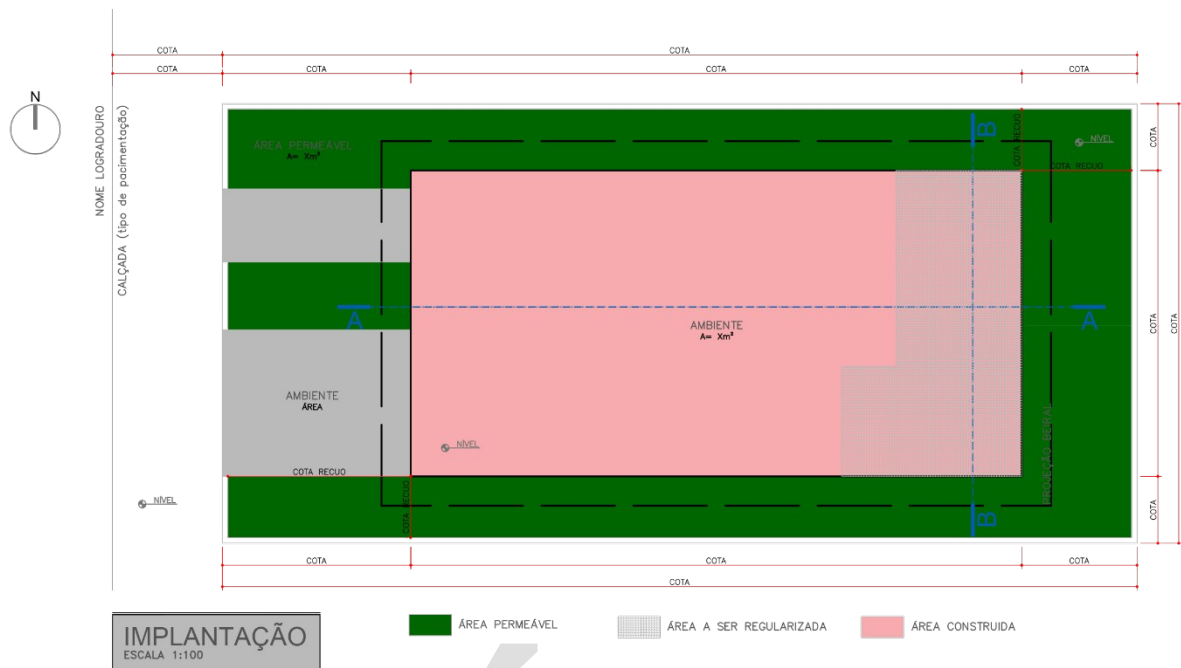 COTA COTA
COTA COTA COTA COTA
N
NOME LOGRADOURO
CALÇADA (tipo de pacimentação)
ÁREA PERMEÁVEL
A= Xm²
B
COTA RECUO
NÍVEL
COTA
COTA RECUO
A
AMBIENTE
A= Xm²
A
COTA
COTA
AMBIENTE
ÁREA
NÍVEL
PROJEÇÃO BEIRAL
COTA RECUO
NÍVEL
COTA RECUO
B
COTA
COTA COTA COTA
COTA
IMPLANTAÇÃO
ESCALA 1:100
ÁREA PERMEÁVEL
ÁREA A SER REGULARIZADA
ÁREA CONSTRUIDA